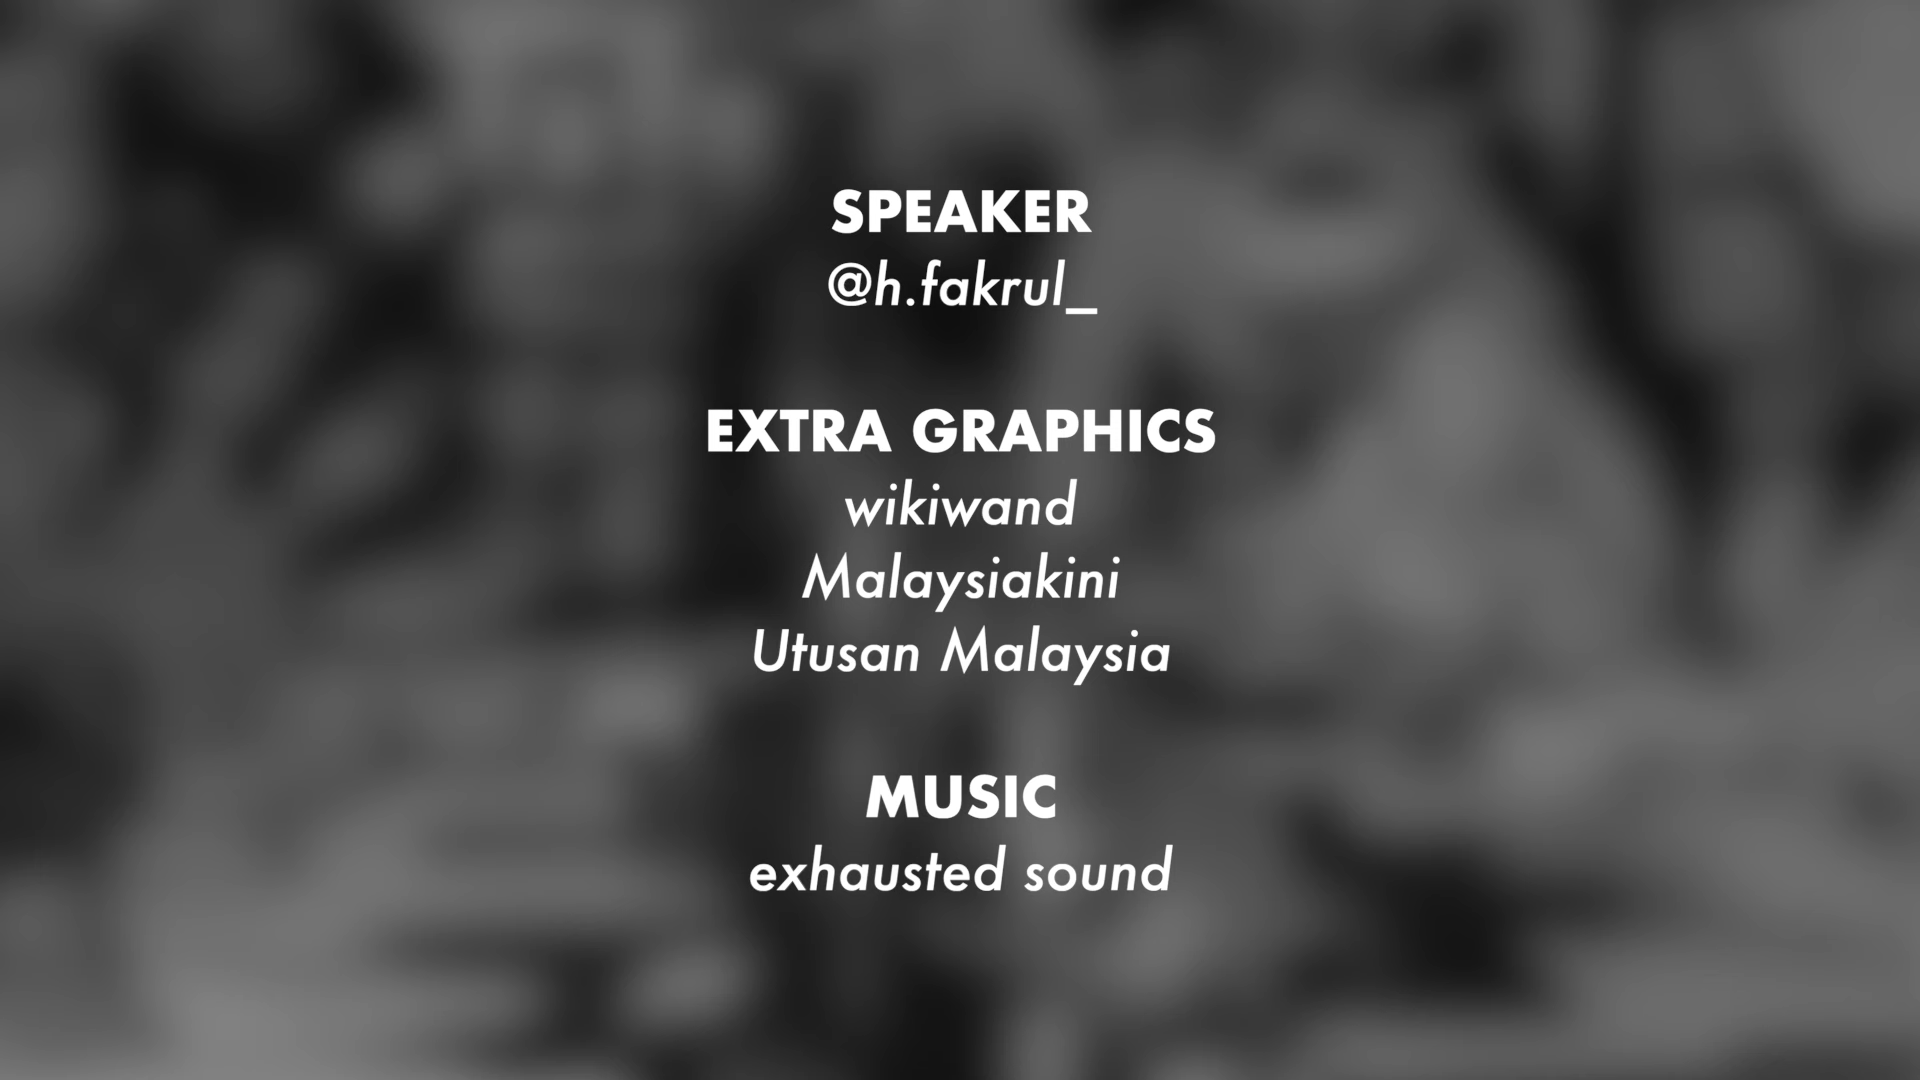 SPEAKER
@h.fakrul_
EXTRA GRAPHICS
wikiwand
Malaysiakini
Utusan Malaysia
MUSIC
exhausted sound